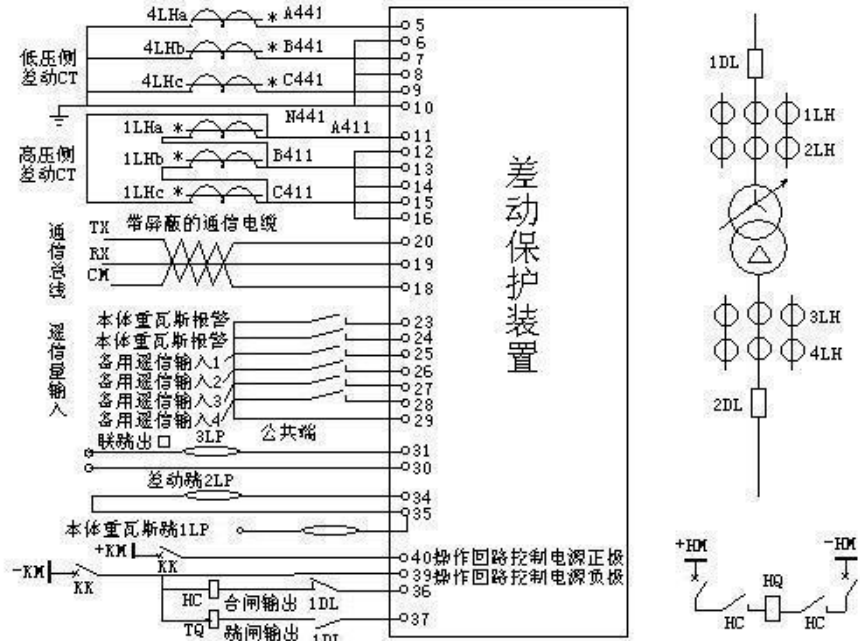 4LHa * A441
5
6
低压侧
差动CT
4LHb * B441
7
8
4LHc * C441
9
10
N441
1LHa * A411
11
12
高压侧
差动CT
1LHb * B411
13
14
1LHc * C411
15
16
通信总线
TX
RX
CM
带屏蔽的通信电缆
20
19
18
遥信量输入
本体重瓦斯报警
23
本体重瓦斯报警
24
备用遥信输入1
25
备用遥信输入2
26
备用遥信输入3
27
28
备用遥信输入4
29
公共端
联跳出口 3LP
31
30
差动跳2LP
34
35
本体重瓦斯跳1LP
+KM KK
40操作回路控制电源正极
-KM KK
39操作回路控制电源负极
HC 合闸输出 1DL
36
TQ 跳闸输出 1DL
37
差动保护装置
1DL
1LH
2LH
3LH
4LH
2DL
+HM -HM
HQ
HC HC